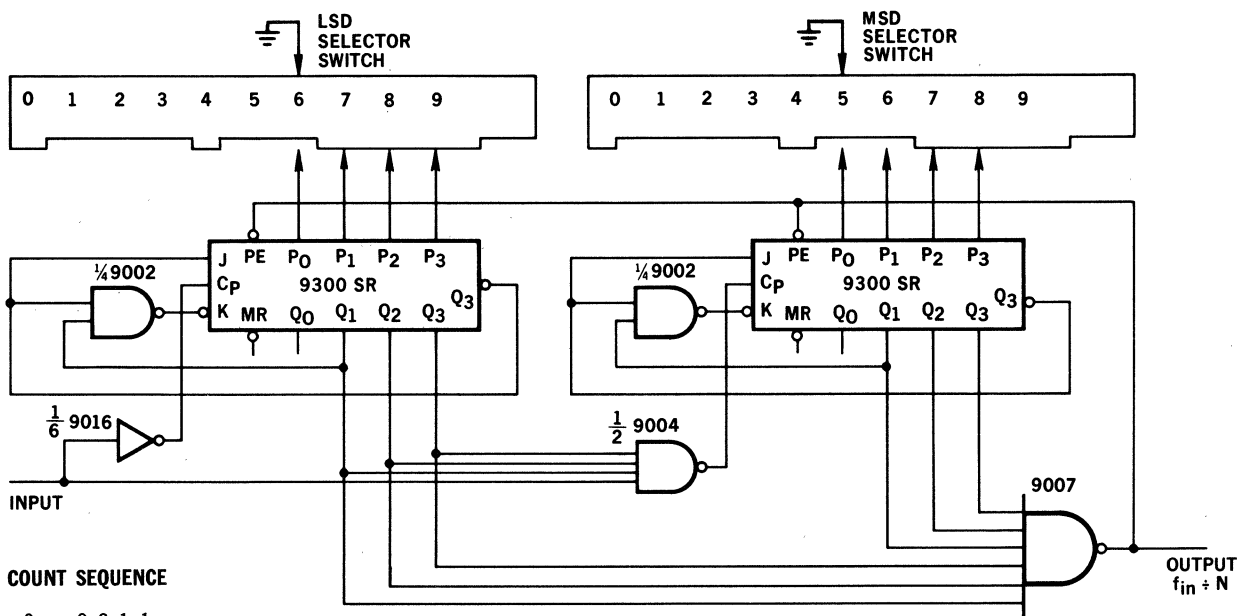 LSD
SELECTOR
SWITCH
MSD
SELECTOR
SWITCH
0 1 2 3 4 5 6 7 8 9
0 1 2 3 4 5 6 7 8 9
¼ 9002
J PE P0 P1 P2 P3
CP 9300 SR
K MR Q0 Q1 Q2 Q3 Q3
¼ 9002
J PE P0 P1 P2 P3
CP 9300 SR
K MR Q0 Q1 Q2 Q3 Q3
1/6 9016
1/2 9004
INPUT
9007
OUTPUT
fin ÷ N
COUNT SEQUENCE